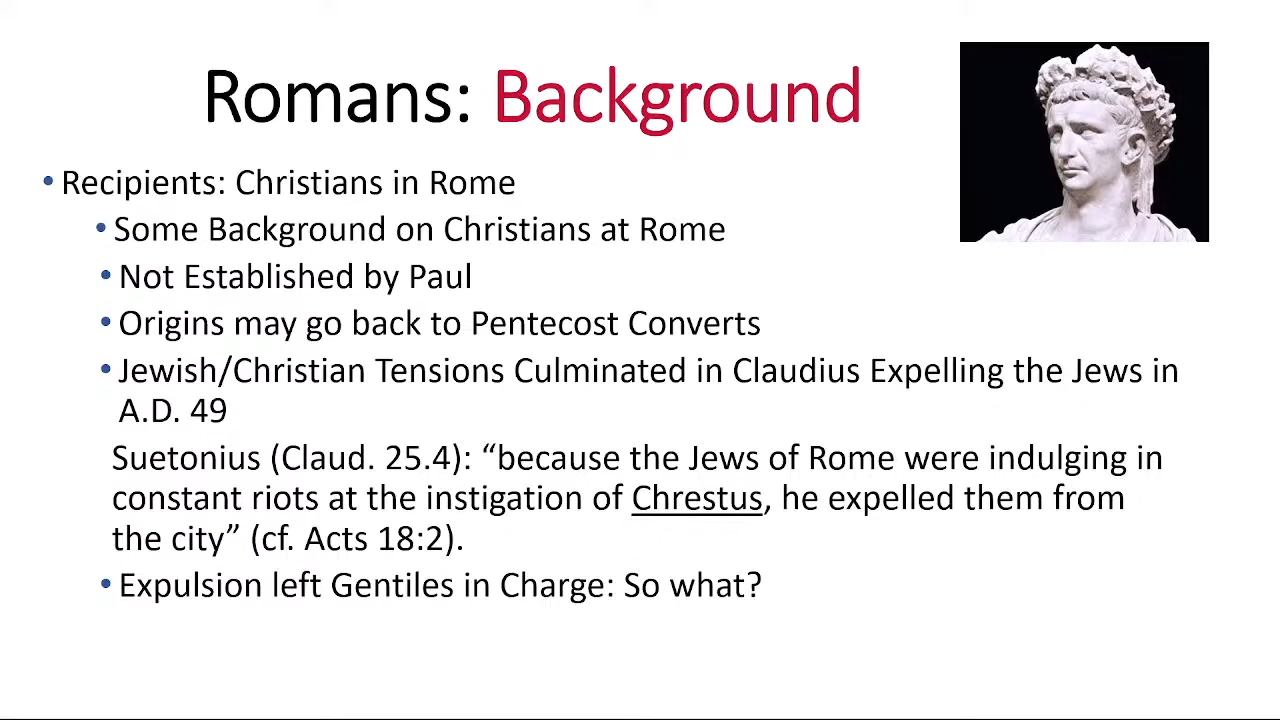 Romans: Background
• Recipients: Christians in Rome
• Some Background on Christians at Rome
• Not Established by Paul
• Origins may go back to Pentecost Converts
• Jewish/Christian Tensions Culminated in Claudius Expelling the Jews in
A.D. 49
Suetonius (Claud. 25.4): “because the Jews of Rome were indulging in
constant riots at the instigation of Chrestus, he expelled them from
the city” (cf. Acts 18:2).
• Expulsion left Gentiles in Charge: So what?